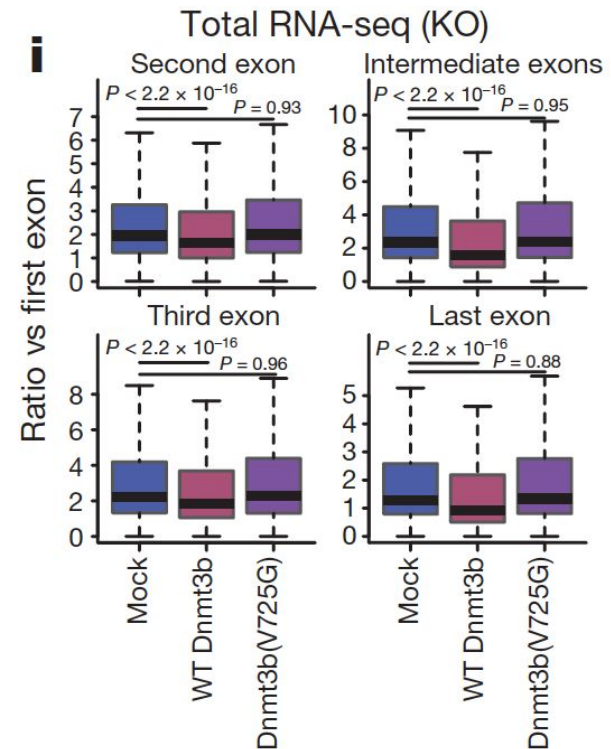 i
Total RNA-seq (KO)
Ratio vs first exon
Second exon
P < 2.2 × 10⁻¹⁶
P = 0.93
7
6
5
4
3
2
1
0
Intermediate exons
P < 2.2 × 10⁻¹⁶
P = 0.95
10
8
6
4
2
0
Third exon
P < 2.2 × 10⁻¹⁶
P = 0.96
8
6
4
2
0
Last exon
P < 2.2 × 10⁻¹⁶
P = 0.88
5
4
3
2
1
0
Mock
WT Dnmt3b
Dnmt3b(V725G)
Mock
WT Dnmt3b
Dnmt3b(V725G)